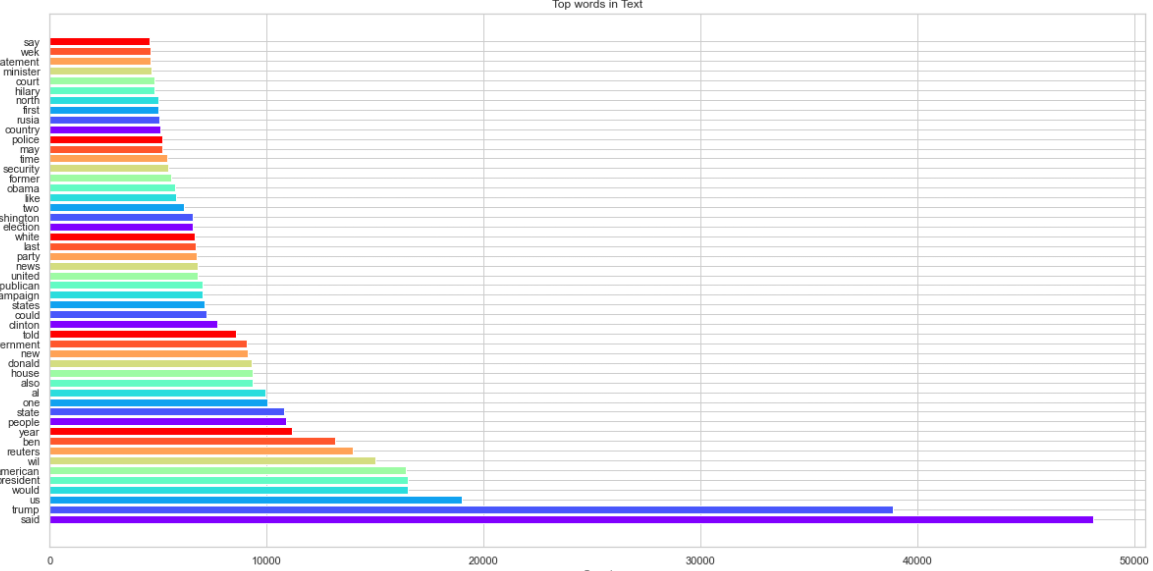 Top words in Text
say
wek
atement
minister
court
hilary
north
first
rusia
country
police
may
time
security
former
obama
like
two
shington
election
white
last
party
news
united
publican
ampaign
states
could
clinton
told
ernment
new
donald
house
also
al
one
state
people
year
ben
reuters
wil
merican
resident
would
us
trump
said
0 10000 20000 30000 40000 50000